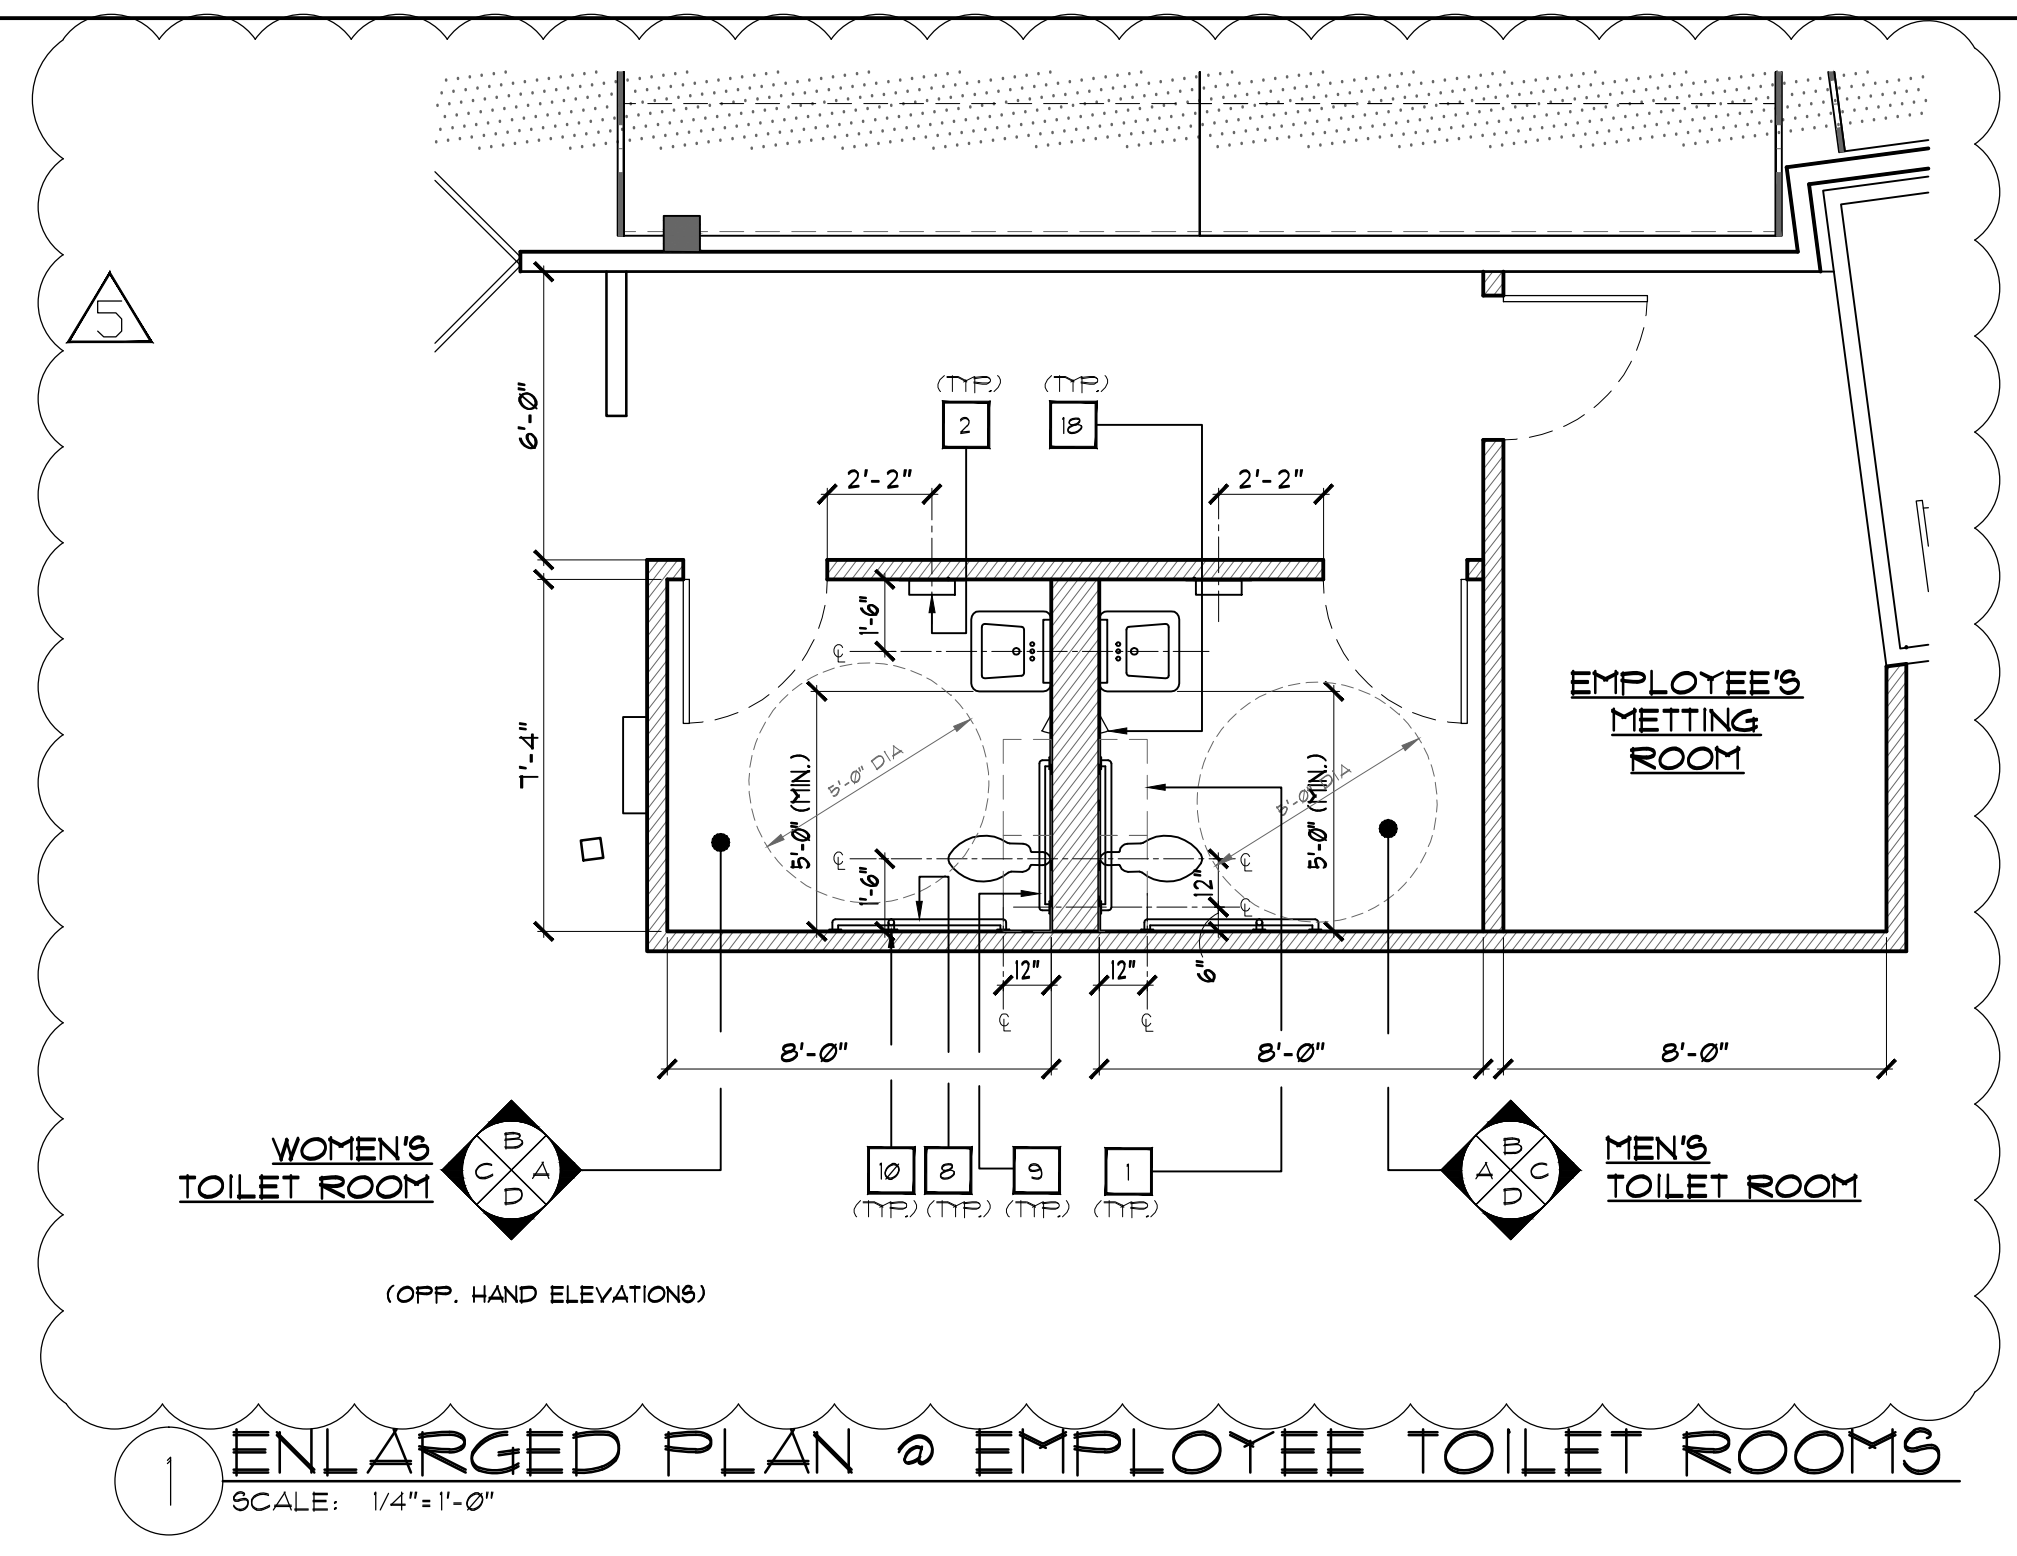 5
(TYP.)
(TYP.)
2
18
6'-0"
2'-2"
2'-2"
1'-6"
℄
EMPLOYEE'S
METTING
ROOM
7'-4"
5'-0" DIA
5'-0" (MIN.)
5'-0" DIA
5'-0" (MIN.)
℄
℄
1'-6"
12"
℄
12"
12"
6"
℄
℄
8'-0"
8'-0"
8'-0"
WOMEN'S
TOILET ROOM
B
C
A
D
10
8
9
1
(TYP.)
(TYP.)
(TYP.)
(TYP.)
B
A
C
D
MEN'S
TOILET ROOM
(OPP. HAND ELEVATIONS)
1
ENLARGED PLAN @ EMPLOYEE TOILET ROOMS
SCALE: 1/4"=1'-0"